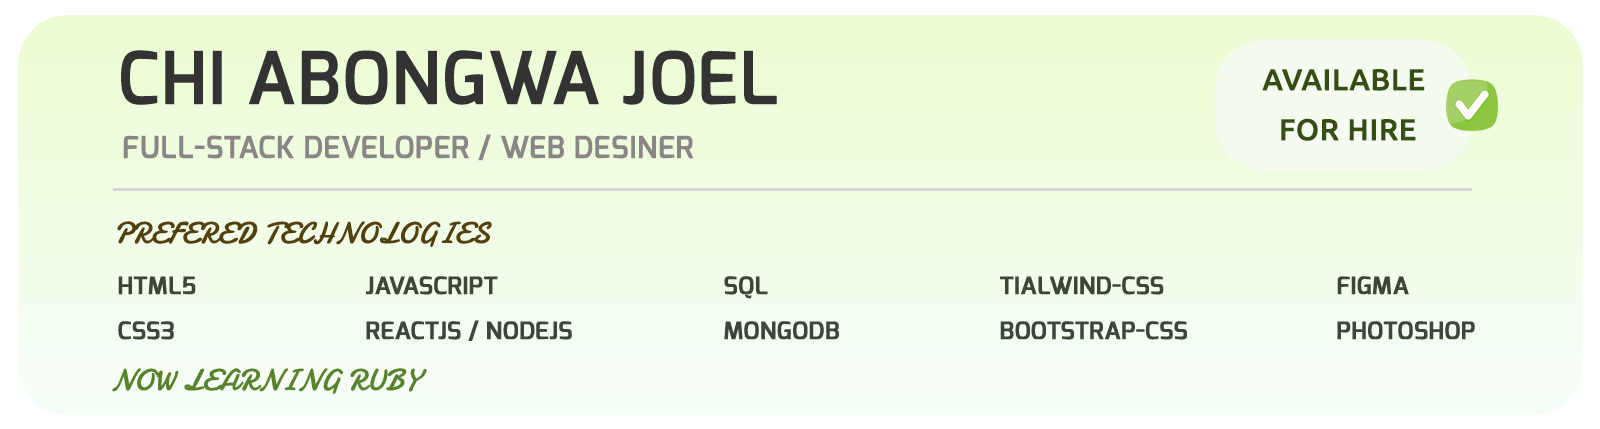 CHI ABONGWA JOEL
FULL-STACK DEVELOPER / WEB DESINER
AVAILABLE
FOR HIRE
PREFERED TECHNOLOGIES
HTML5 JAVASCRIPT SQL TIALWIND-CSS FIGMA
CSS3 REACTJS / NODEJS MONGODB BOOTSTRAP-CSS PHOTOSHOP
NOW LEARNING RUBY